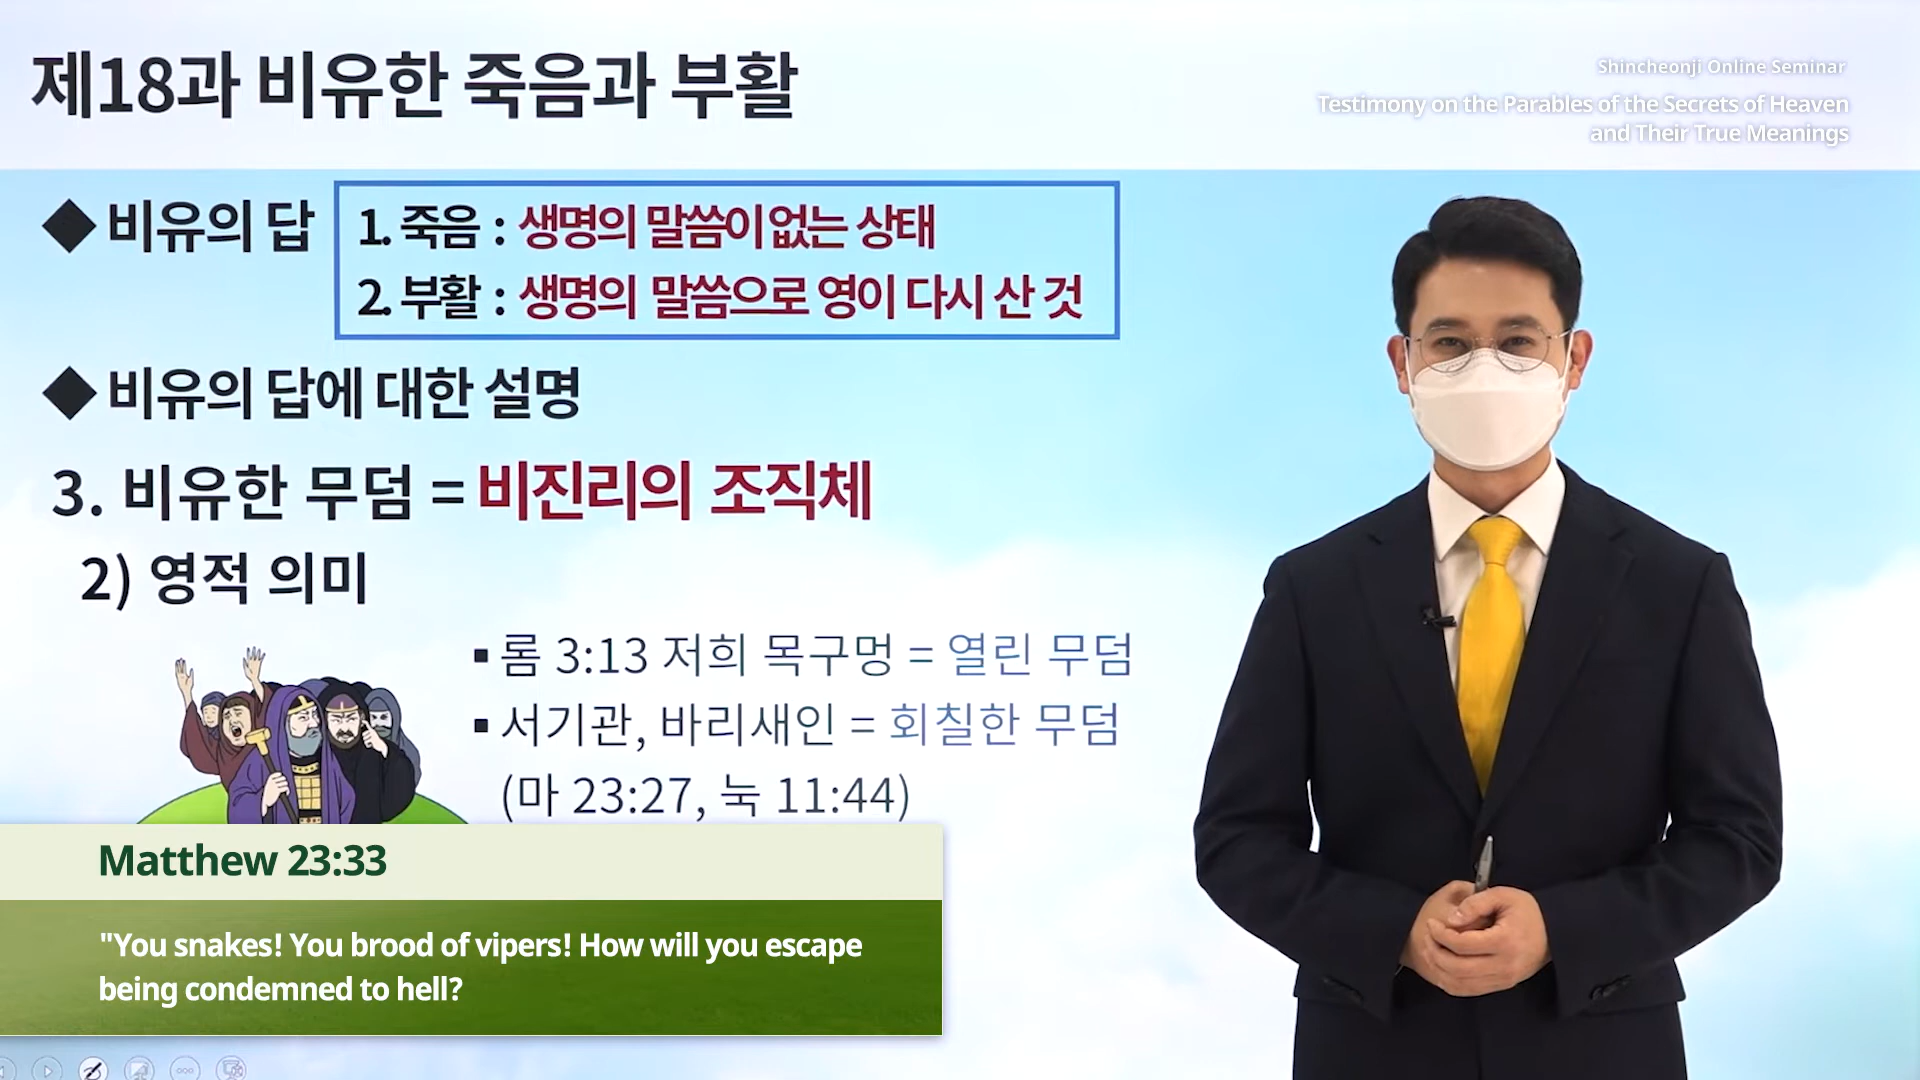 제18과 비유한 죽음과 부활
Shincheonji Online Seminar
Testimony on the Parables of the Secrets of Heaven
and Their True Meanings
◆ 비유의 답
1. 죽음 : 생명의 말씀이 없는 상태
2. 부활 : 생명의 말씀으로 영이 다시 산 것
◆ 비유의 답에 대한 설명
3. 비유한 무덤 = 비진리의 조직체
2) 영적 의미
▪ 롬 3:13 저희 목구멍 = 열린 무덤
▪ 서기관, 바리새인 = 회칠한 무덤
(마 23:27, 눅 11:44)
Matthew 23:33
"You snakes! You brood of vipers! How will you escape
being condemned to hell?